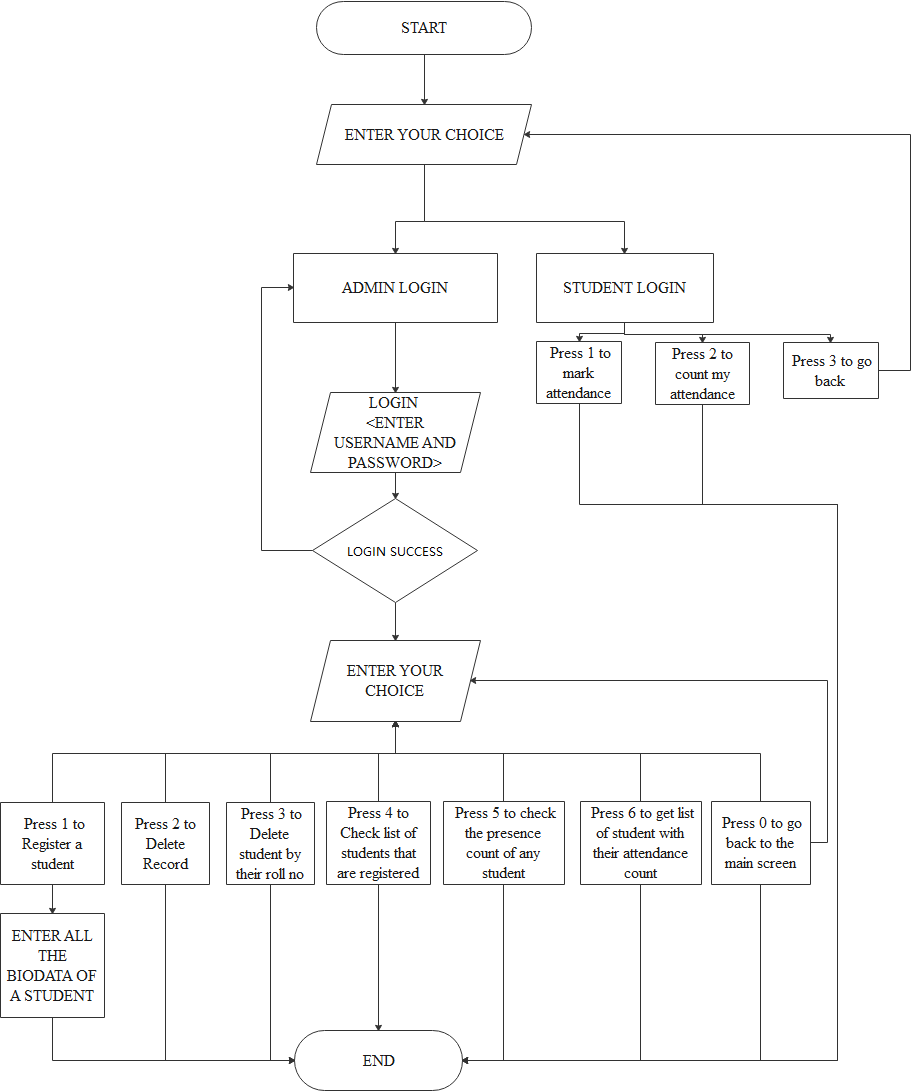 START
ENTER YOUR CHOICE
ADMIN LOGIN
STUDENT LOGIN
Press 1 to
mark
attendance
Press 2 to
count my
attendance
Press 3 to go
back
LOGIN
<ENTER
USERNAME AND
PASSWORD>
LOGIN SUCCESS
ENTER YOUR
CHOICE
Press 1 to
Register a
student
Press 2 to
Delete
Record
Press 3 to
Delete
student by
their roll no
Press 4 to
Check list of
students that
are registered
Press 5 to check
the presence
count of any
student
Press 6 to get list
of student with
their attendance
count
Press 0 to go
back to the
main screen
ENTER ALL
THE
BIODATA OF
A STUDENT
END